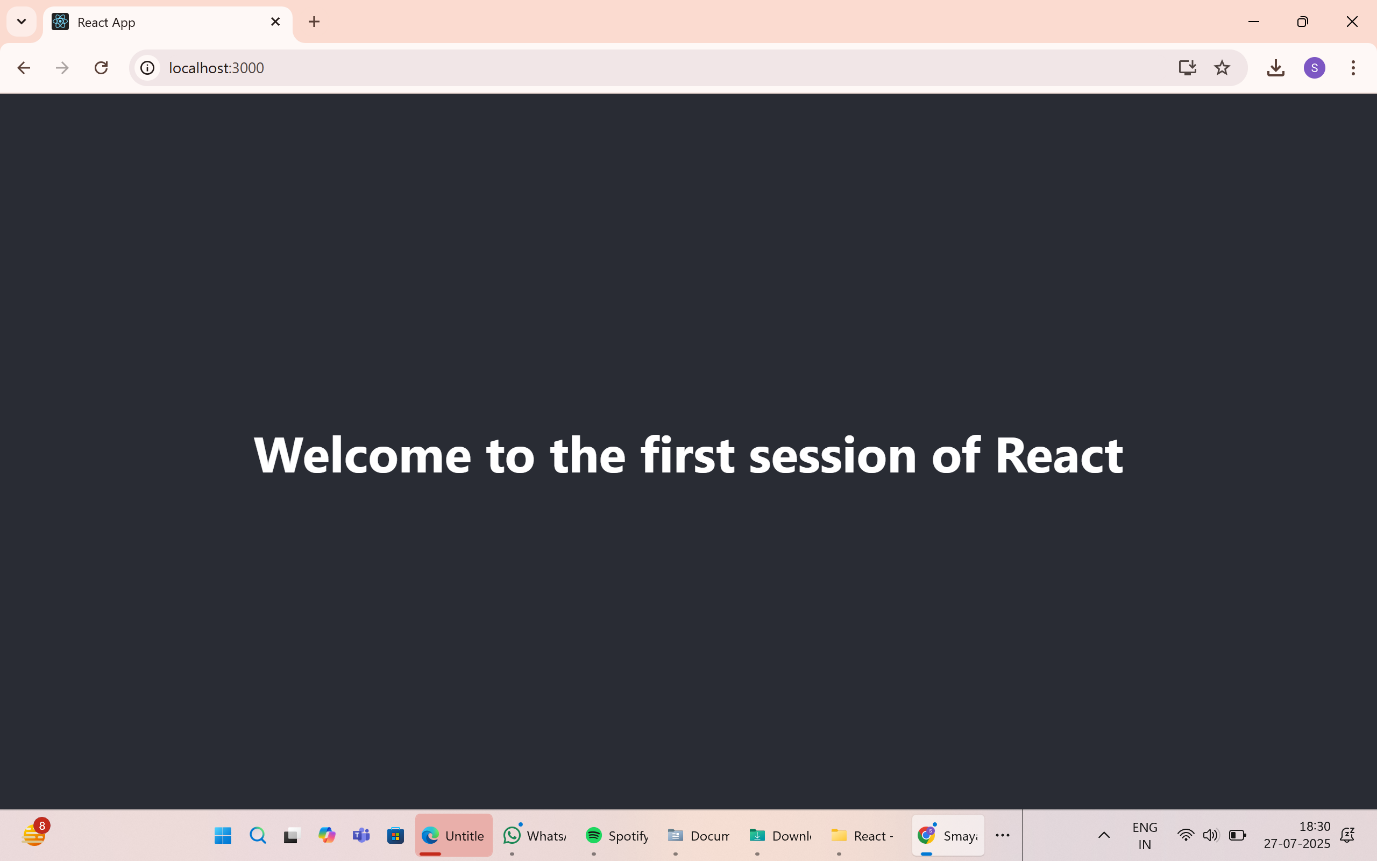 React App
localhost:3000
S
Welcome to the first session of React
8
Untitle
Whats
Spotify
Docum
Downl
React -
Smaya
ENG
IN
18:30
27-07-2025